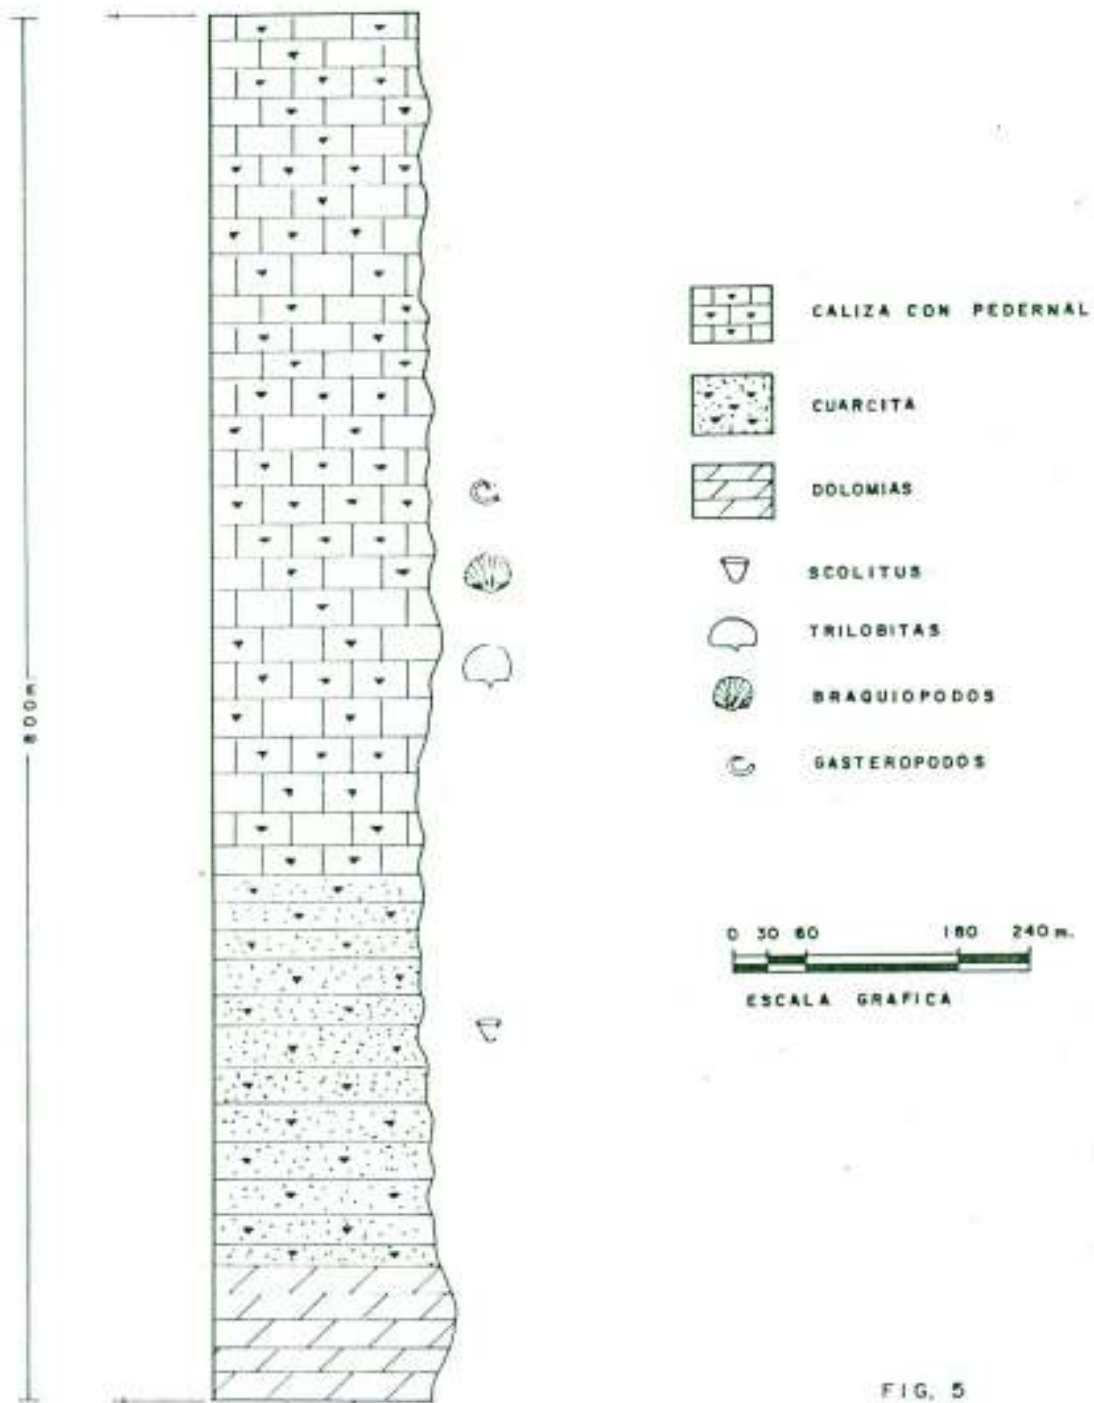 800m.
CALIZA CON PEDERNAL
CUARCITA
DOLOMIAS
SCOLITUS
TRILOBITAS
BRAQUIOPODOS
GASTEROPODOS
0 30 60 180 240 m.
ESCALA GRAFICA
FIG. 5